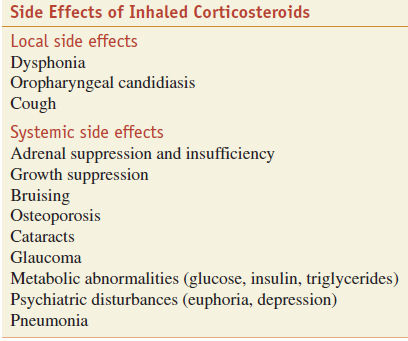 Side Effects of Inhaled Corticosteroids
Local side effects
Dysphonia
Oropharyngeal candidiasis
Cough
Systemic side effects
Adrenal suppression and insufficiency
Growth suppression
Bruising
Osteoporosis
Cataracts
Glaucoma
Metabolic abnormalities (glucose, insulin, triglycerides)
Psychiatric disturbances (euphoria, depression)
Pneumonia